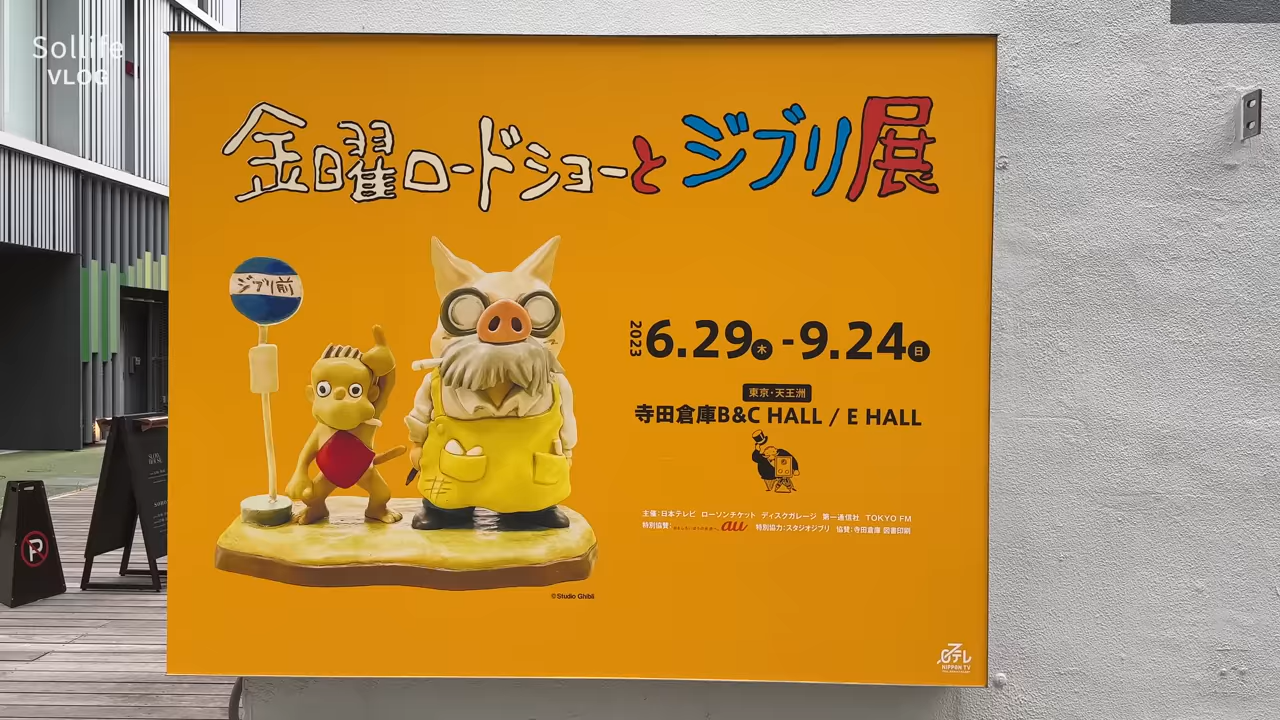 Sollife
VLOG
金曜ロードショーとジブリ展
ジブリ前
2023 6.29木 - 9.24日
東京・天王洲
寺田倉庫B&C HALL / E HALL
主催:日本テレビ ローソンチケット ディスクガレージ 第一通信社 TOKYO FM
特別協賛: au 特別協力:スタジオジブリ 協賛:寺田倉庫 図書印刷
©Studio Ghibli
日テレ
NIPPON TV
P